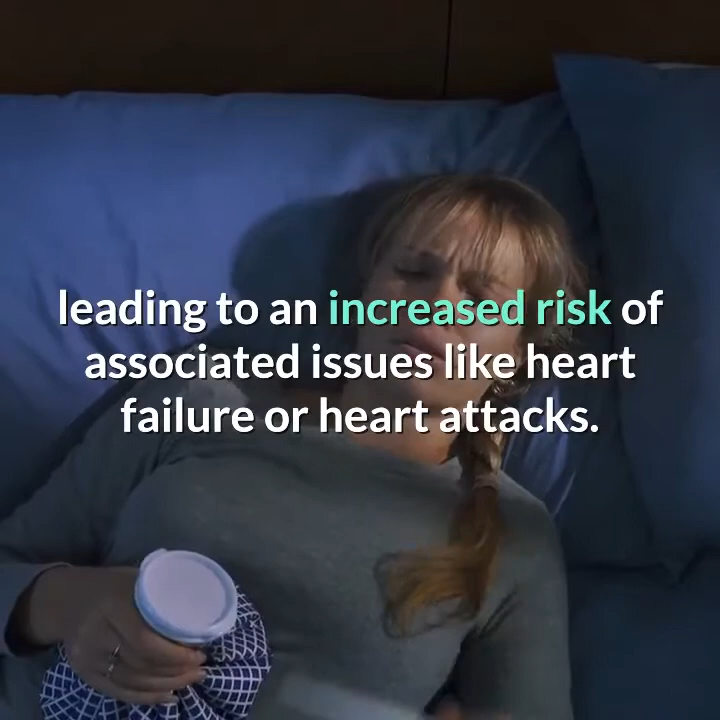 leading to an increased risk of
associated issues like heart
failure or heart attacks.